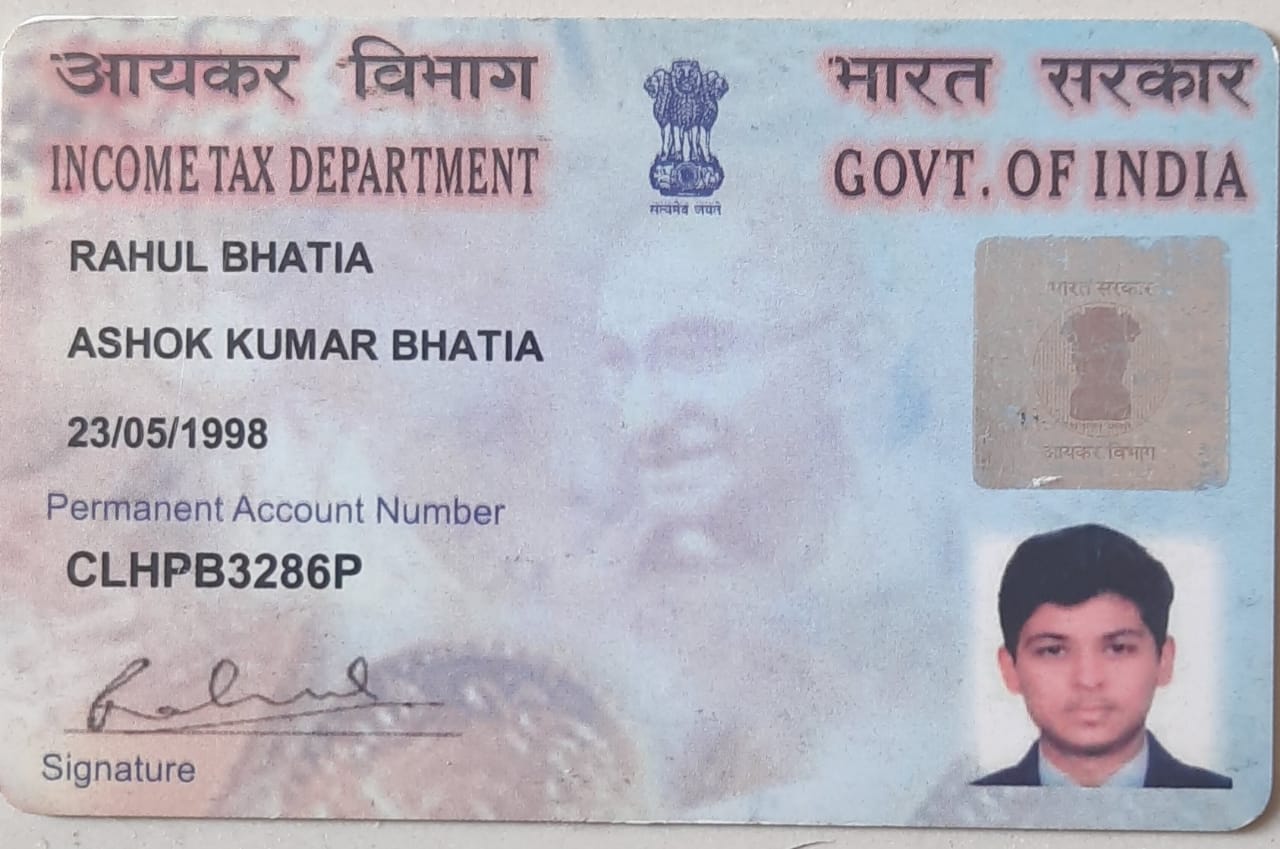 आयकर विभाग
भारत सरकार
INCOME TAX DEPARTMENT
GOVT. OF INDIA
सत्यमेव जयते
RAHUL BHATIA
ASHOK KUMAR BHATIA
23/05/1998
Permanent Account Number
CLHPB3286P
Rahul
Signature
भारत सरकार
आयकर विभाग